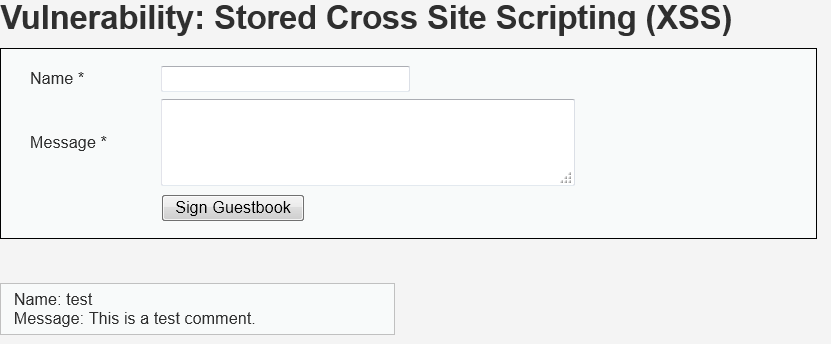 Vulnerability: Stored Cross Site Scripting (XSS)
Name *
Message *
Sign Guestbook
Name: test
Message: This is a test comment.